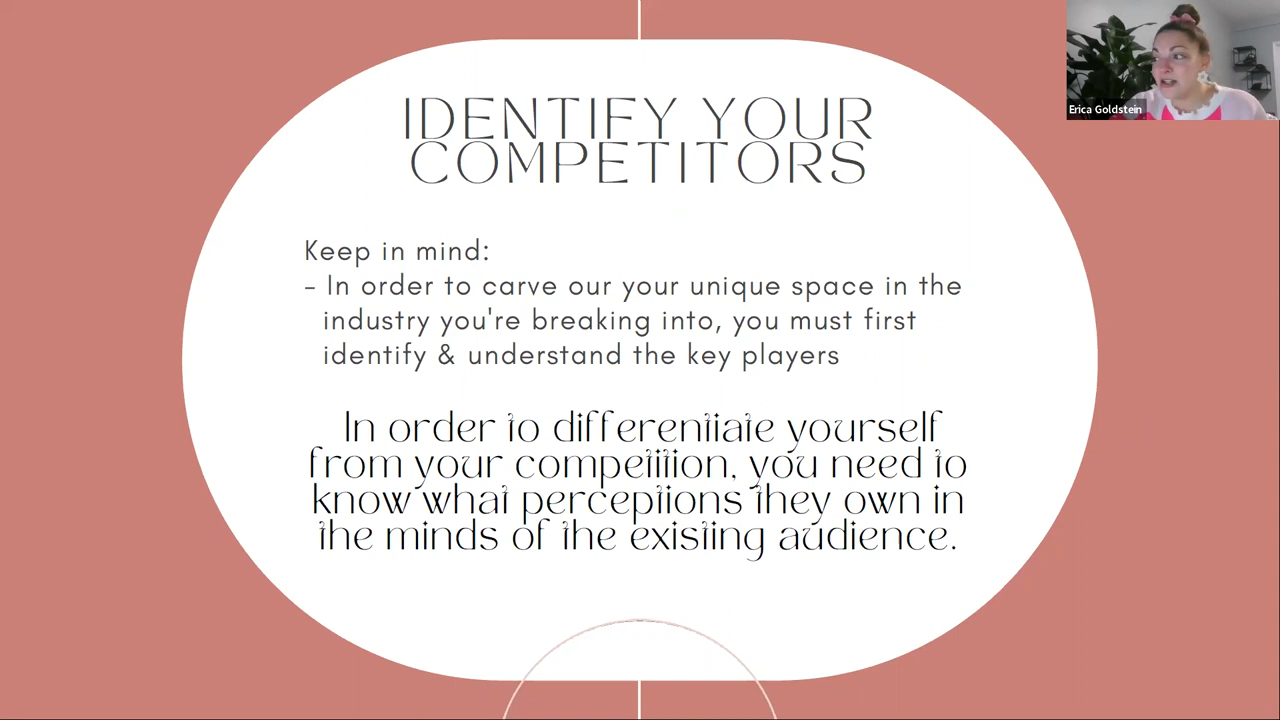 IDENTIFY YOUR
COMPETITORS
Keep in mind:
- In order to carve our your unique space in the
industry you're breaking into, you must first
identify & understand the key players
In order to differentiate yourself
from your competition, you need to
know what perceptions they own in
the minds of the existing audience.
Erica Goldstein